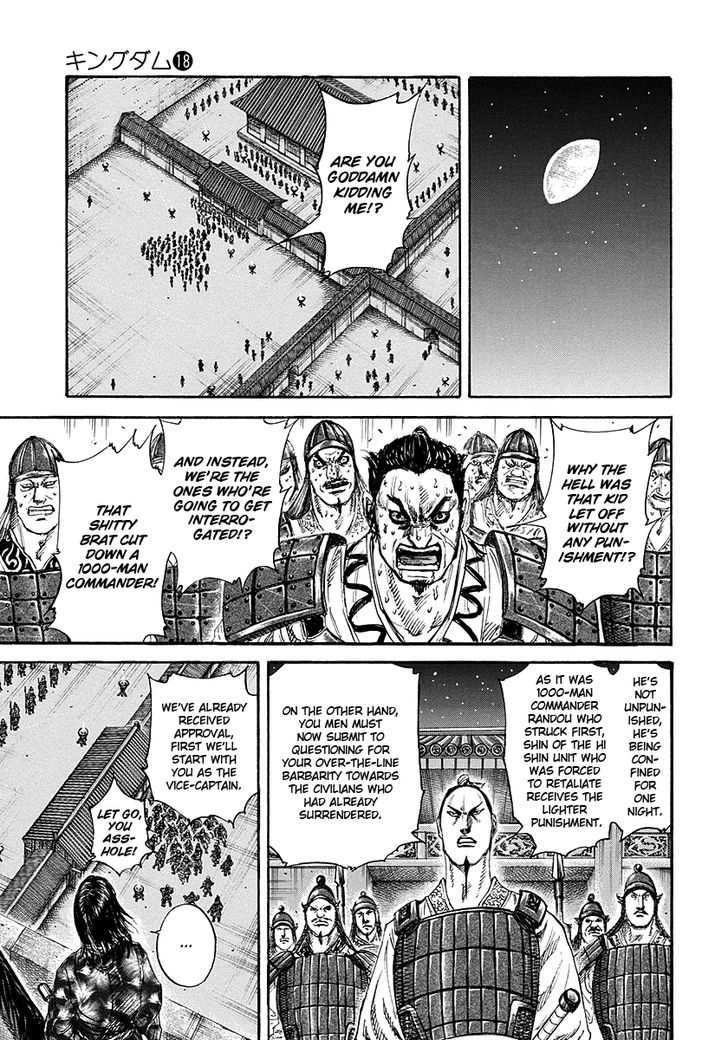 キングダム⓲
ARE YOU
GODDAMN
KIDDING
ME!?
WHY THE
HELL WAS
THAT KID
LET OFF
WITHOUT
ANY PUN-
ISHMENT!?
AND INSTEAD,
WE'RE THE
ONES WHO'RE
GOING TO GET
INTERRO-
GATED!?
THAT
SHITTY
BRAT CUT
DOWN A
1000-MAN
COMMANDER!
HE'S
NOT
UNPUN-
ISHED,
HE'S
BEING
CON-
FINED
FOR
ONE
NIGHT.
AS IT WAS
1000-MAN
COMMANDER
RANDOU WHO
STRUCK FIRST,
SHIN OF THE HI
SHIN UNIT WHO
WAS FORCED
TO RETALIATE
RECEIVES THE
LIGHTER
PUNISHMENT.
ON THE OTHER HAND,
YOU MEN MUST
NOW SUBMIT TO
QUESTIONING FOR
YOUR OVER-THE-LINE
BARBARITY TOWARDS
THE CIVILIANS WHO
HAD ALREADY
SURRENDERED.
WE'VE ALREADY
RECEIVED
APPROVAL,
FIRST WE'LL
START WITH
YOU AS THE
VICE-CAPTAIN.
LET GO,
YOU
ASS-
HOLE!
...